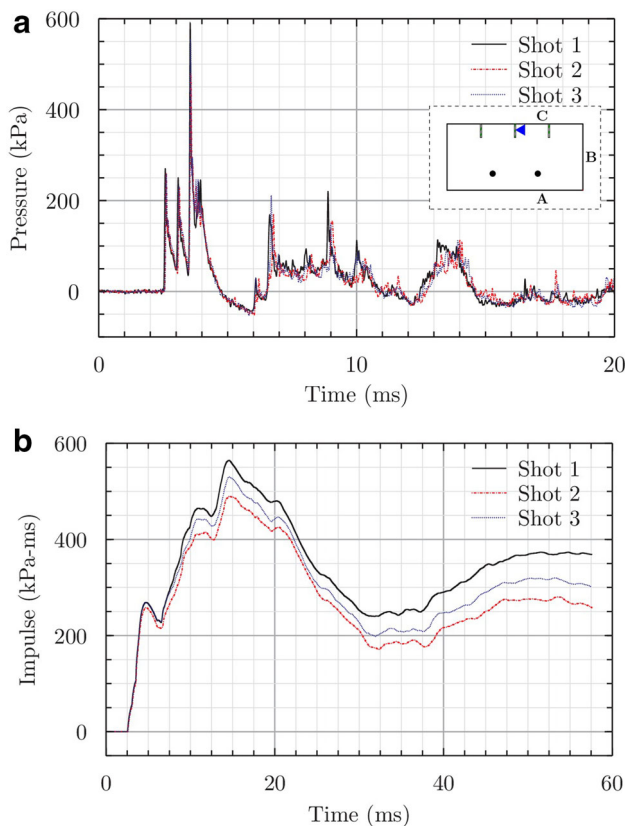 a
600
400
200
0
Pressure (kPa)
Shot 1
Shot 2
Shot 3
C
B
A
0
10
20
Time (ms)
b
600
400
200
0
Impulse (kPa-ms)
Shot 1
Shot 2
Shot 3
0
20
40
60
Time (ms)